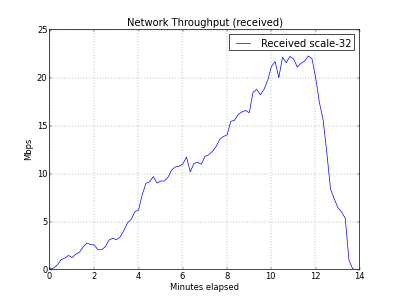 Network Throughput (received)
Received scale-32
25
20
15
10
5
0
Mbps
0 2 4 6 8 10 12 14
Minutes elapsed